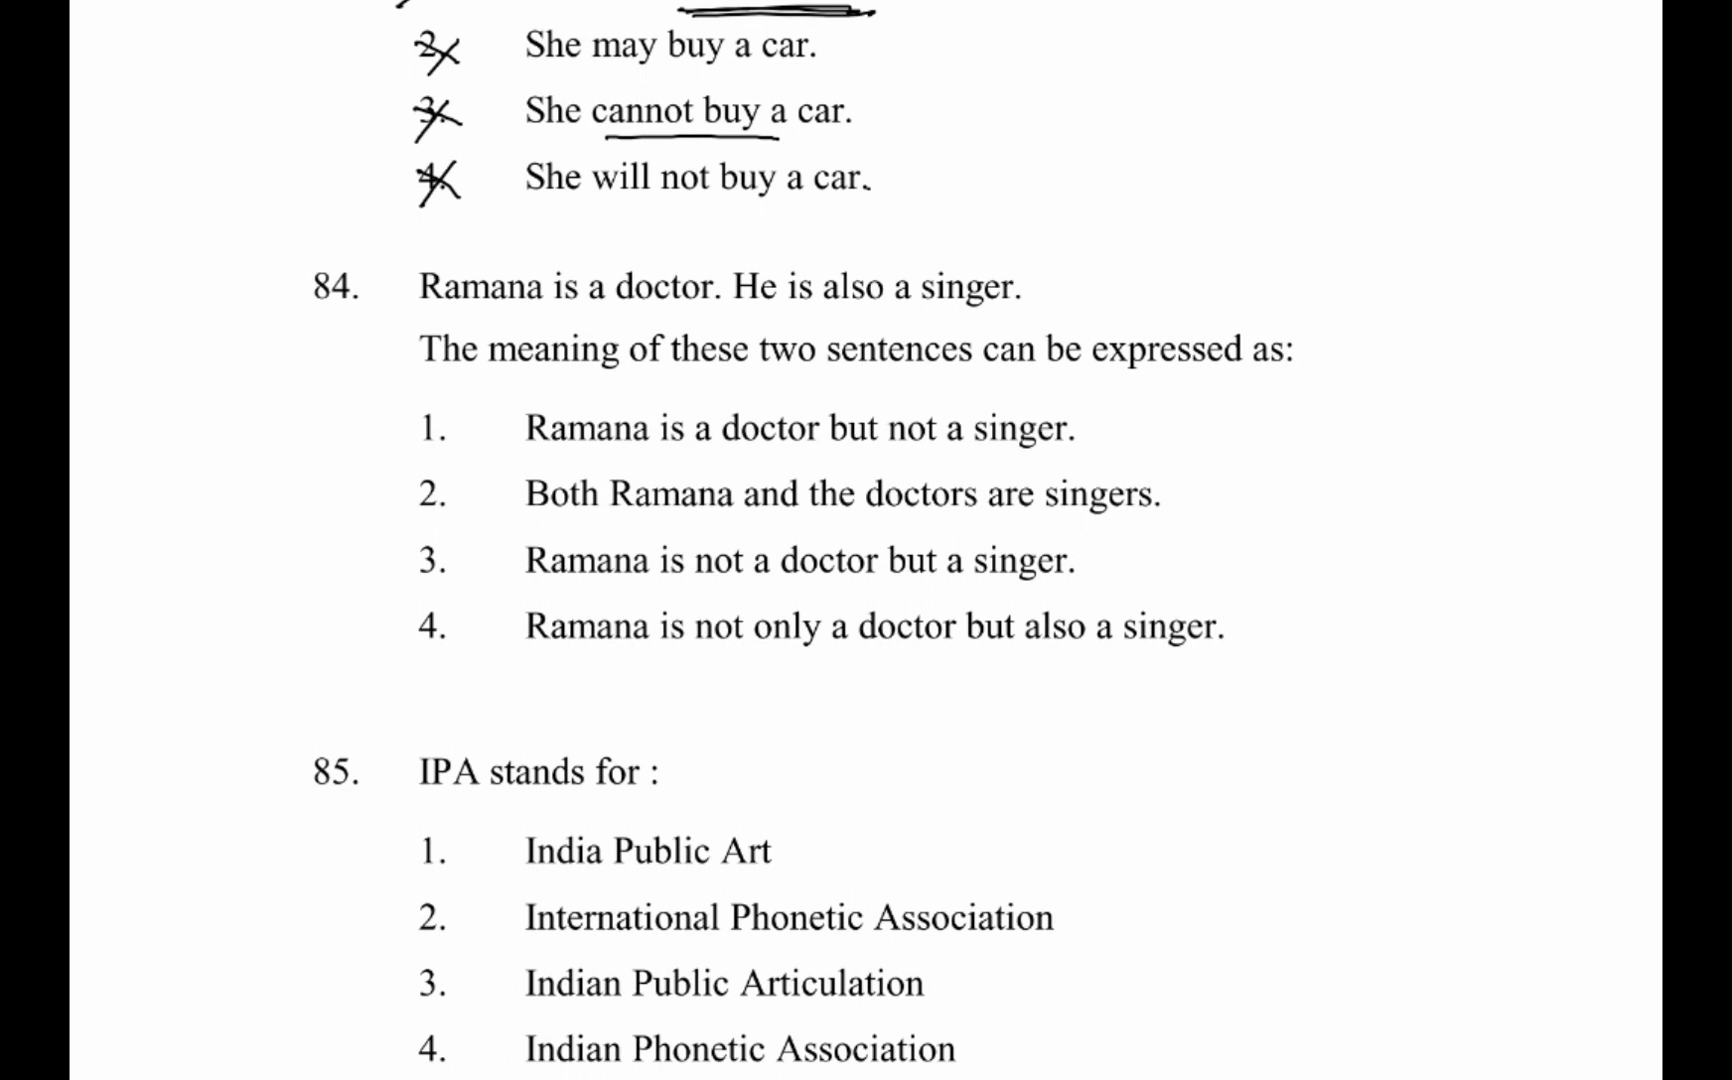 2. She may buy a car.
3. She cannot buy a car.
4. She will not buy a car.
84. Ramana is a doctor. He is also a singer.
The meaning of these two sentences can be expressed as:
1. Ramana is a doctor but not a singer.
2. Both Ramana and the doctors are singers.
3. Ramana is not a doctor but a singer.
4. Ramana is not only a doctor but also a singer.
85. IPA stands for :
1. India Public Art
2. International Phonetic Association
3. Indian Public Articulation
4. Indian Phonetic Association